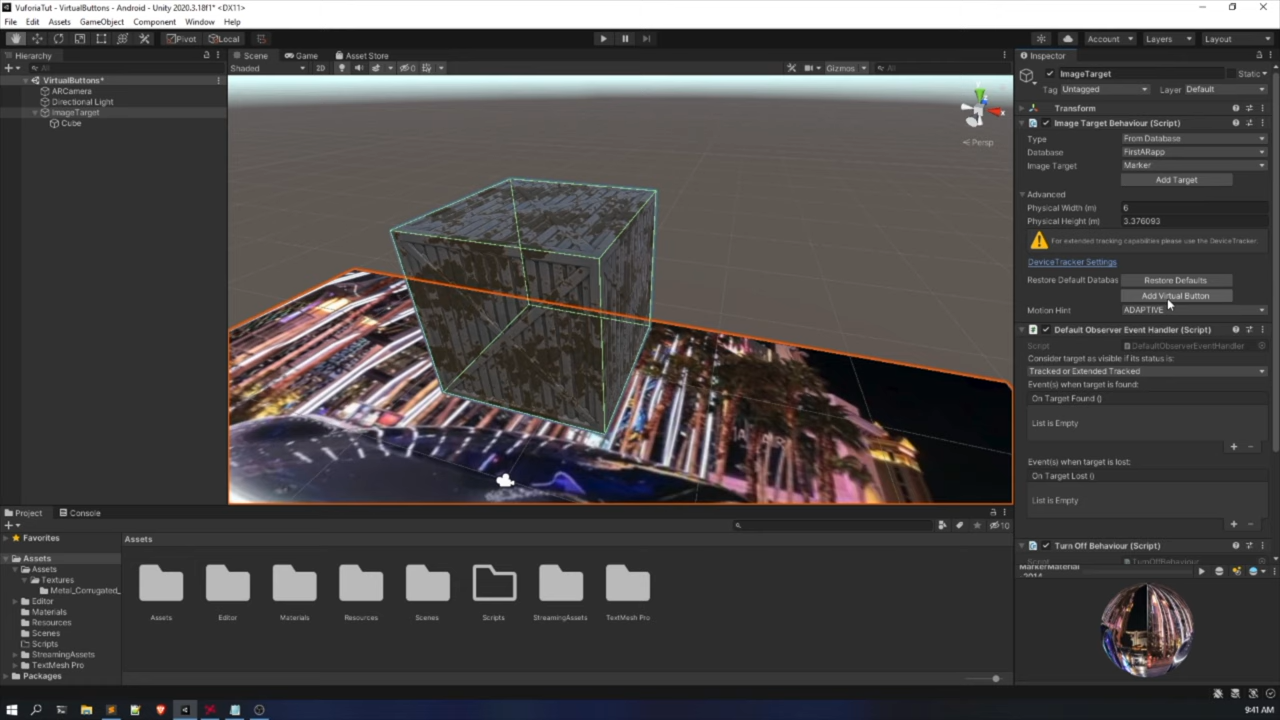 VuforiaTut - VirtualButtons - Android - Unity 2020.3.18f1* <DX11>
File Edit Assets GameObject Component Window Help
Pivot Local Account Layers Layout
Hierarchy
All
VirtualButtons*
ARCamera
Directional Light
ImageTarget
Cube
Scene Game Asset Store
Shaded 2D 0 Gizmos All
Persp
Inspector
ImageTarget Static
Tag Untagged Layer Default
Transform
Image Target Behaviour (Script)
Type From Database
Database FirstARapp
Image Target Marker
Add Target
Advanced
Physical Width (m) 6
Physical Height (m) 3.376093
For extended tracking capabilities please use the DeviceTracker.
DeviceTracker Settings
Restore Default Databas Restore Defaults
Add Virtual Button
Motion Hint ADAPTIVE
Default Observer Event Handler (Script)
Script DefaultObserverEventHandler
Consider target as visible if its status is:
Tracked or Extended Tracked
Event(s) when target is found:
On Target Found ()
List is Empty
Event(s) when target is lost:
On Target Lost ()
List is Empty
Turn Off Behaviour (Script)
Script TurnOffBehaviour
MarkerMaterial
Project Console
10
Favorites
Assets
Assets
Textures
Metal_Corrugated_
Editor
Materials
Resources
Scenes
Scripts
StreamingAssets
TextMesh Pro
Packages
Assets
Assets Editor Materials Resources Scenes Scripts StreamingAssets TextMesh Pro
9:41 AM